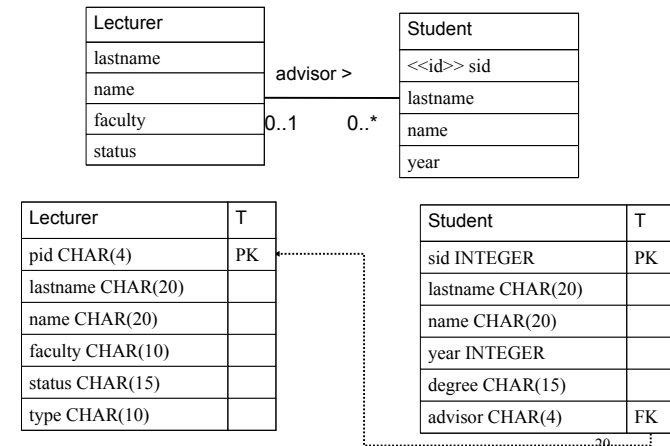 Lecturer
lastname
name
faculty
status
advisor >
0..1 0..*
Student
<<id>> sid
lastname
name
year
Lecturer T
pid CHAR(4) PK
lastname CHAR(20)
name CHAR(20)
faculty CHAR(10)
status CHAR(15)
type CHAR(10)
Student T
sid INTEGER PK
lastname CHAR(20)
name CHAR(20)
year INTEGER
degree CHAR(15)
advisor CHAR(4) FK
20